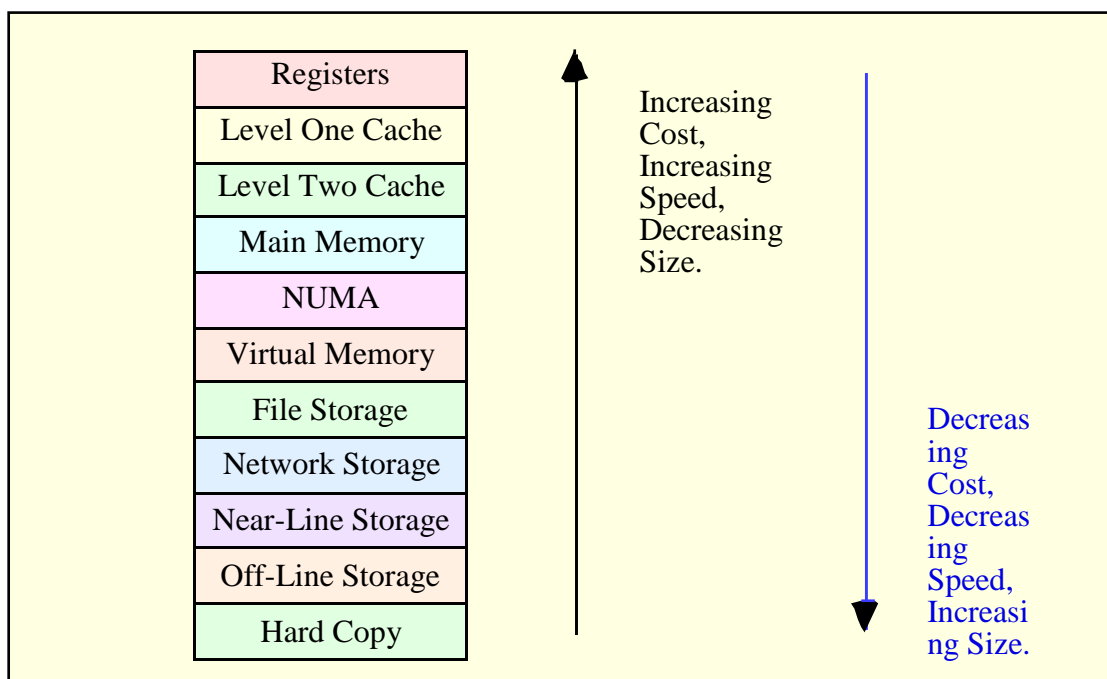 Registers
Level One Cache
Level Two Cache
Main Memory
NUMA
Virtual Memory
File Storage
Network Storage
Near-Line Storage
Off-Line Storage
Hard Copy
Increasing
Cost,
Increasing
Speed,
Decreasing
Size.
Decreas
ing
Cost,
Decreas
ing
Speed,
Increasi
ng Size.